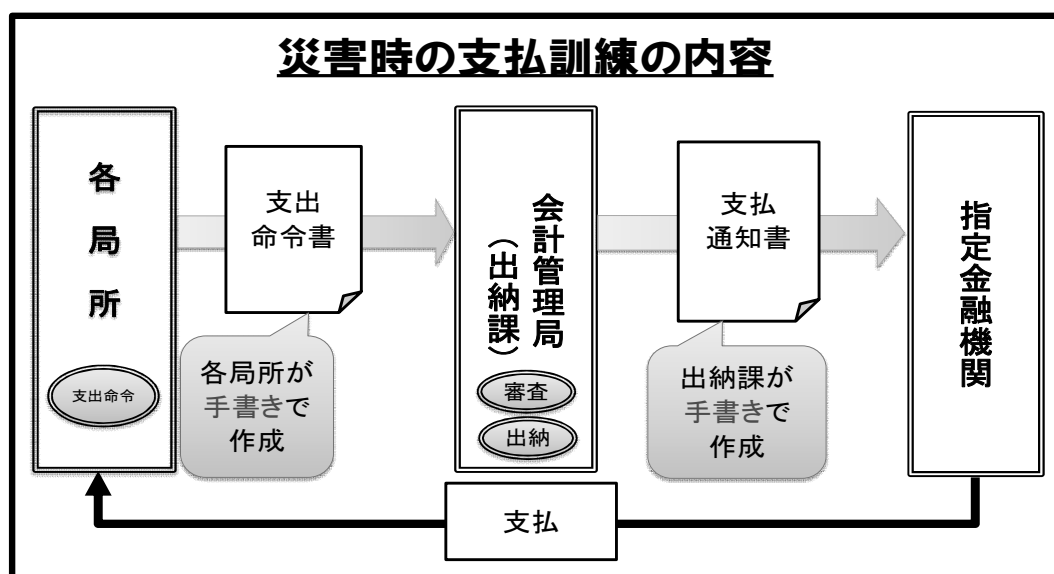 災害時の支払訓練の内容
各局所
支出命令
支出
命令書
各局所が
手書きで
作成
会計管理局
(出納課)
審査
出納
支払
通知書
出納課が
手書きで
作成
指定金融機関
支払